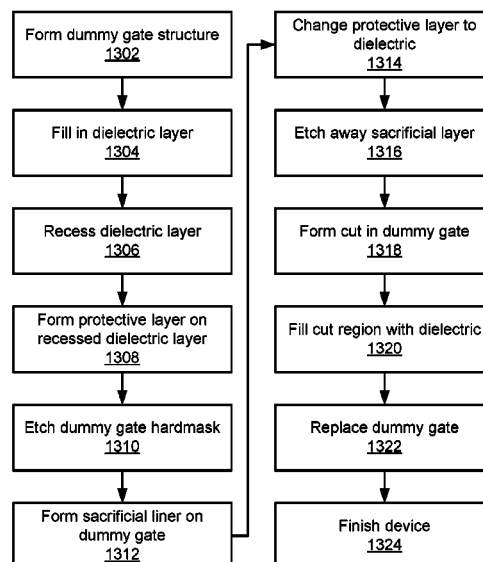 Form dummy gate structure
1302
Fill in dielectric layer
1304
Recess dielectric layer
1306
Form protective layer on
recessed dielectric layer
1308
Etch dummy gate hardmask
1310
Form sacrificial liner on
dummy gate
1312
Change protective layer to
dielectric
1314
Etch away sacrificial layer
1316
Form cut in dummy gate
1318
Fill cut region with dielectric
1320
Replace dummy gate
1322
Finish device
1324